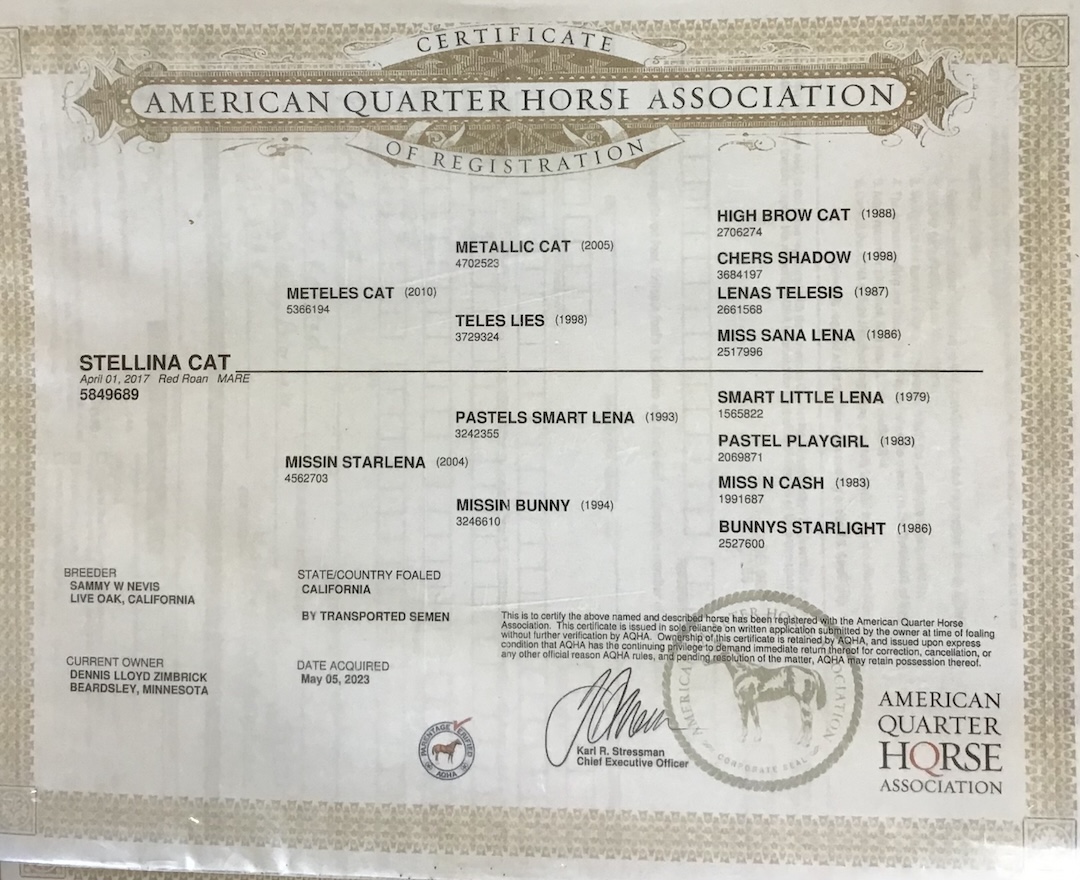 CERTIFICATE
AMERICAN QUARTER HORSE ASSOCIATION
OF REGISTRATION
HIGH BROW CAT (1988)
2706274
METALLIC CAT (2005)
4702523
CHERS SHADOW (1998)
3684197
METELES CAT (2010)
5366194
LENAS TELESIS (1987)
2661568
TELES LIES (1998)
3729324
MISS SANA LENA (1986)
2517996
STELLINA CAT
April 01, 2017 Red Roan MARE
5849689
SMART LITTLE LENA (1979)
1565822
PASTELS SMART LENA (1993)
3242355
PASTEL PLAYGIRL (1983)
2069871
MISSIN STARLENA (2004)
4562703
MISS N CASH (1983)
1991687
MISSIN BUNNY (1994)
3246610
BUNNYS STARLIGHT (1986)
2527600
BREEDER
SAMMY W NEVIS
LIVE OAK, CALIFORNIA
STATE/COUNTRY FOALED
CALIFORNIA
BY TRANSPORTED SEMEN
CURRENT OWNER
DENNIS LLOYD ZIMBRICK
BEARDSLEY, MINNESOTA
DATE ACQUIRED
May 05, 2023
This is to certify the above named and described horse has been registered with the American Quarter Horse
Association. This certificate is issued in sole reliance on written application submitted by the owner at time of foaling
without further verification by AQHA. Ownership of this certificate is retained by AQHA, and issued upon express
condition that AQHA has the continuing privilege to demand immediate return thereof for correction, cancellation, or
any other official reason AQHA rules, and pending resolution of the matter, AQHA may retain possession thereof.
PARENTAGE VERIFIED
AQHA
Karl R. Stressman
Chief Executive Officer
CORPORATE SEAL
AMERICAN
QUARTER
HORSE
ASSOCIATION